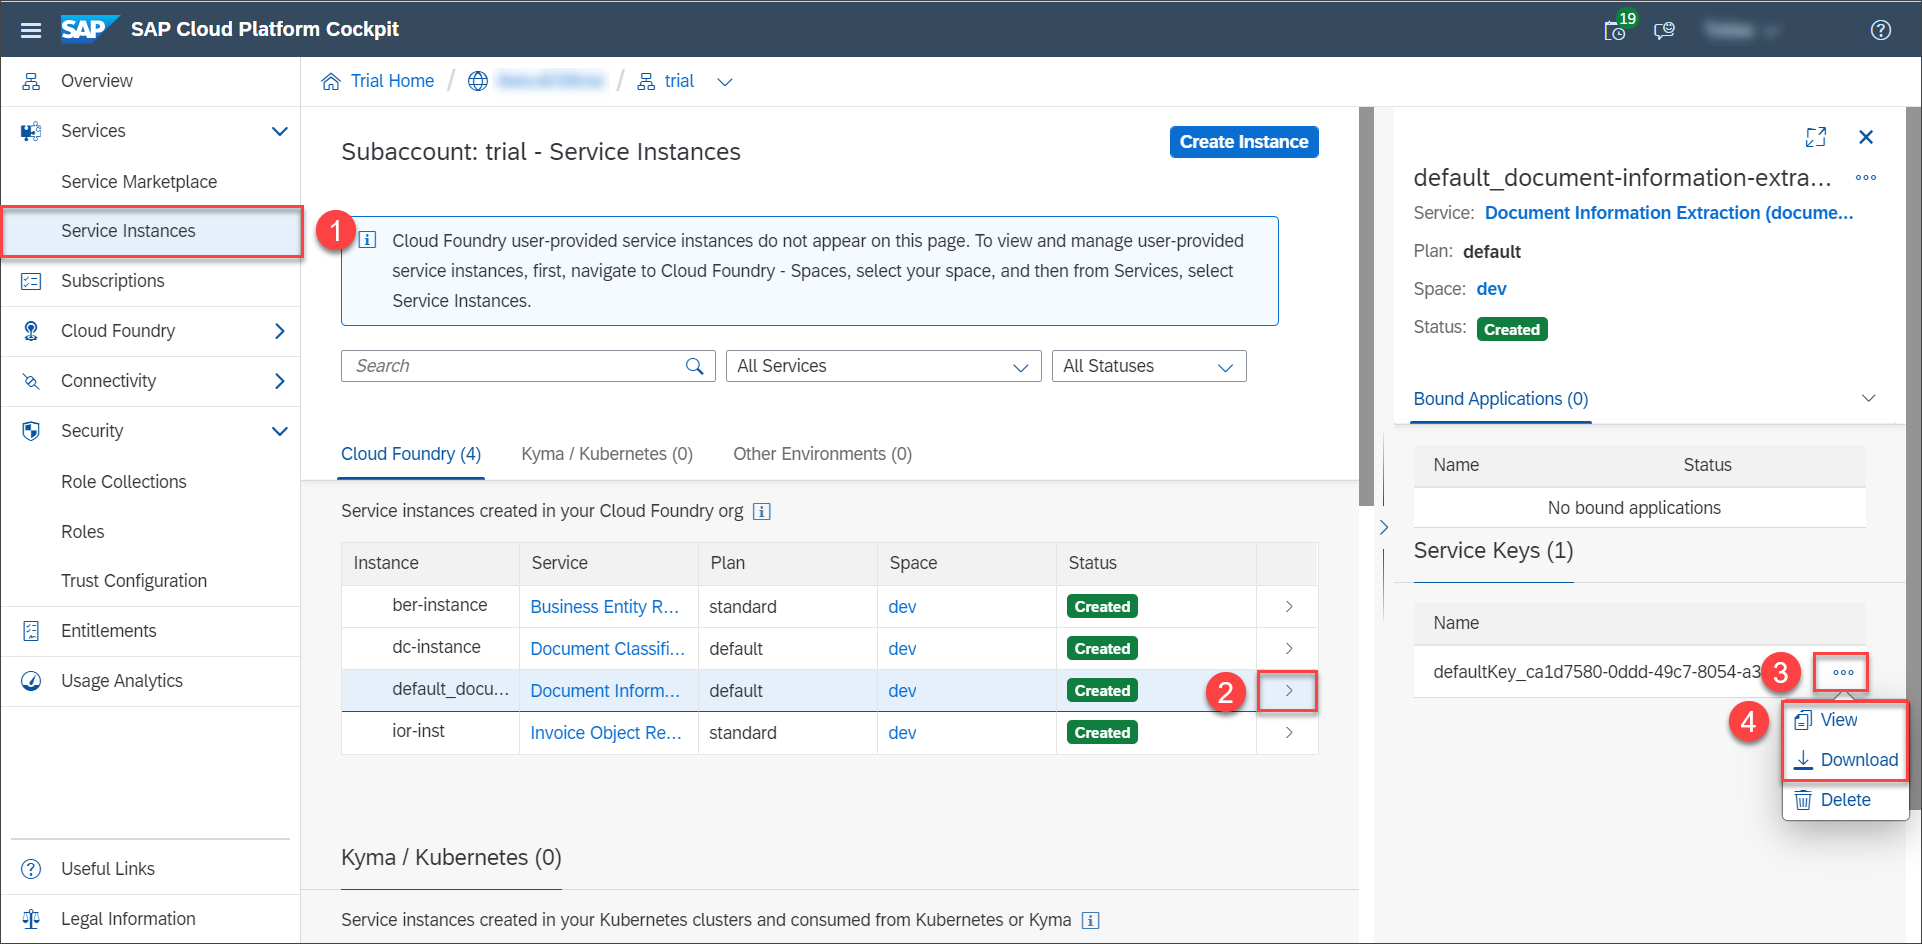 SAP SAP Cloud Platform Cockpit
19
Overview
Services
Service Marketplace
Service Instances
Subscriptions
Cloud Foundry
Connectivity
Security
Role Collections
Roles
Trust Configuration
Entitlements
Usage Analytics
Useful Links
Legal Information
Trial Home / / trial
Subaccount: trial - Service Instances
Create Instance
1
Cloud Foundry user-provided service instances do not appear on this page. To view and manage user-provided
service instances, first, navigate to Cloud Foundry - Spaces, select your space, and then from Services, select
Service Instances.
Search
All Services
All Statuses
Cloud Foundry (4) Kyma / Kubernetes (0) Other Environments (0)
Service instances created in your Cloud Foundry org
Instance Service Plan Space Status
ber-instance Business Entity R... standard dev Created
dc-instance Document Classifi... default dev Created
default_docu... Document Inform... default dev Created 2
ior-inst Invoice Object Re... standard dev Created
Kyma / Kubernetes (0)
Service instances created in your Kubernetes clusters and consumed from Kubernetes or Kyma
default_document-information-extra...
Service: Document Information Extraction (docume...
Plan: default
Space: dev
Status: Created
Bound Applications (0)
Name Status
No bound applications
Service Keys (1)
Name
defaultKey_ca1d7580-0ddd-49c7-8054-a3 3
4
View
Download
Delete